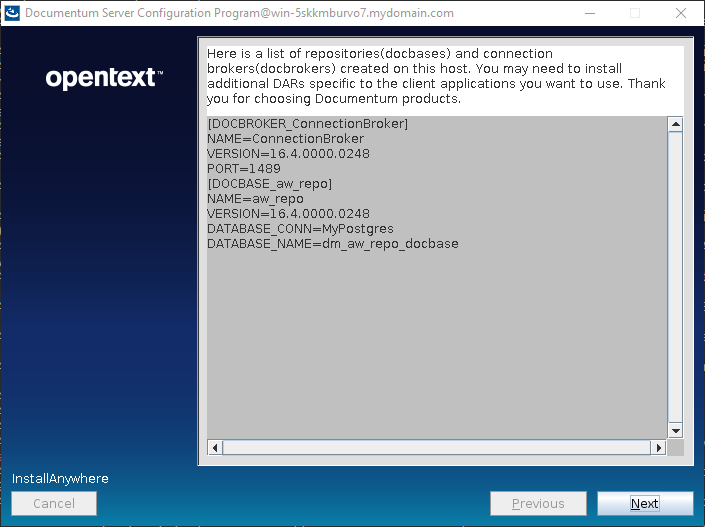 Documentum Server Configuration Program@win-5skkmburvo7.mydomain.com
opentext™
Here is a list of repositories(docbases) and connection
brokers(docbrokers) created on this host. You may need to install
additional DARs specific to the client applications you want to use. Thank
you for choosing Documentum products.
[DOCBROKER_ConnectionBroker]
NAME=ConnectionBroker
VERSION=16.4.0000.0248
PORT=1489
[DOCBASE_aw_repo]
NAME=aw_repo
VERSION=16.4.0000.0248
DATABASE_CONN=MyPostgres
DATABASE_NAME=dm_aw_repo_docbase
InstallAnywhere
Cancel
Previous
Next